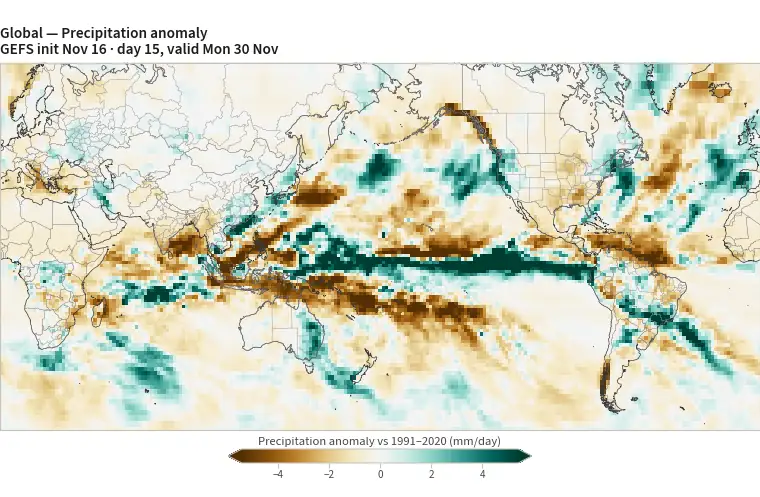 Global — Precipitation anomaly
GEFS init Nov 16 · day 15, valid Mon 30 Nov
Precipitation anomaly vs 1991–2020 (mm/day)
−4 −2 0 2 4